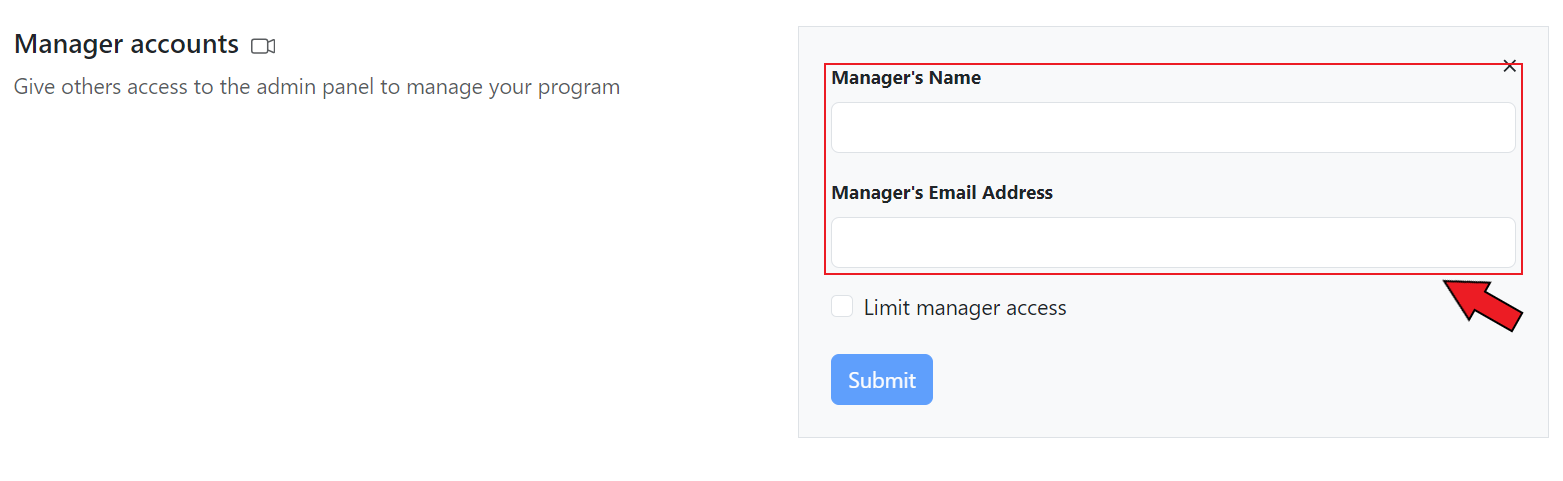 Manager accounts
Give others access to the admin panel to manage your program
Manager's Name
Manager's Email Address
Limit manager access
Submit